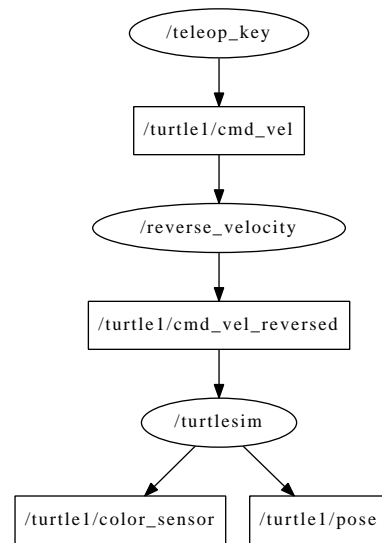 /teleop_key
/turtle1/cmd_vel
/reverse_velocity
/turtle1/cmd_vel_reversed
/turtlesim
/turtle1/color_sensor
/turtle1/pose